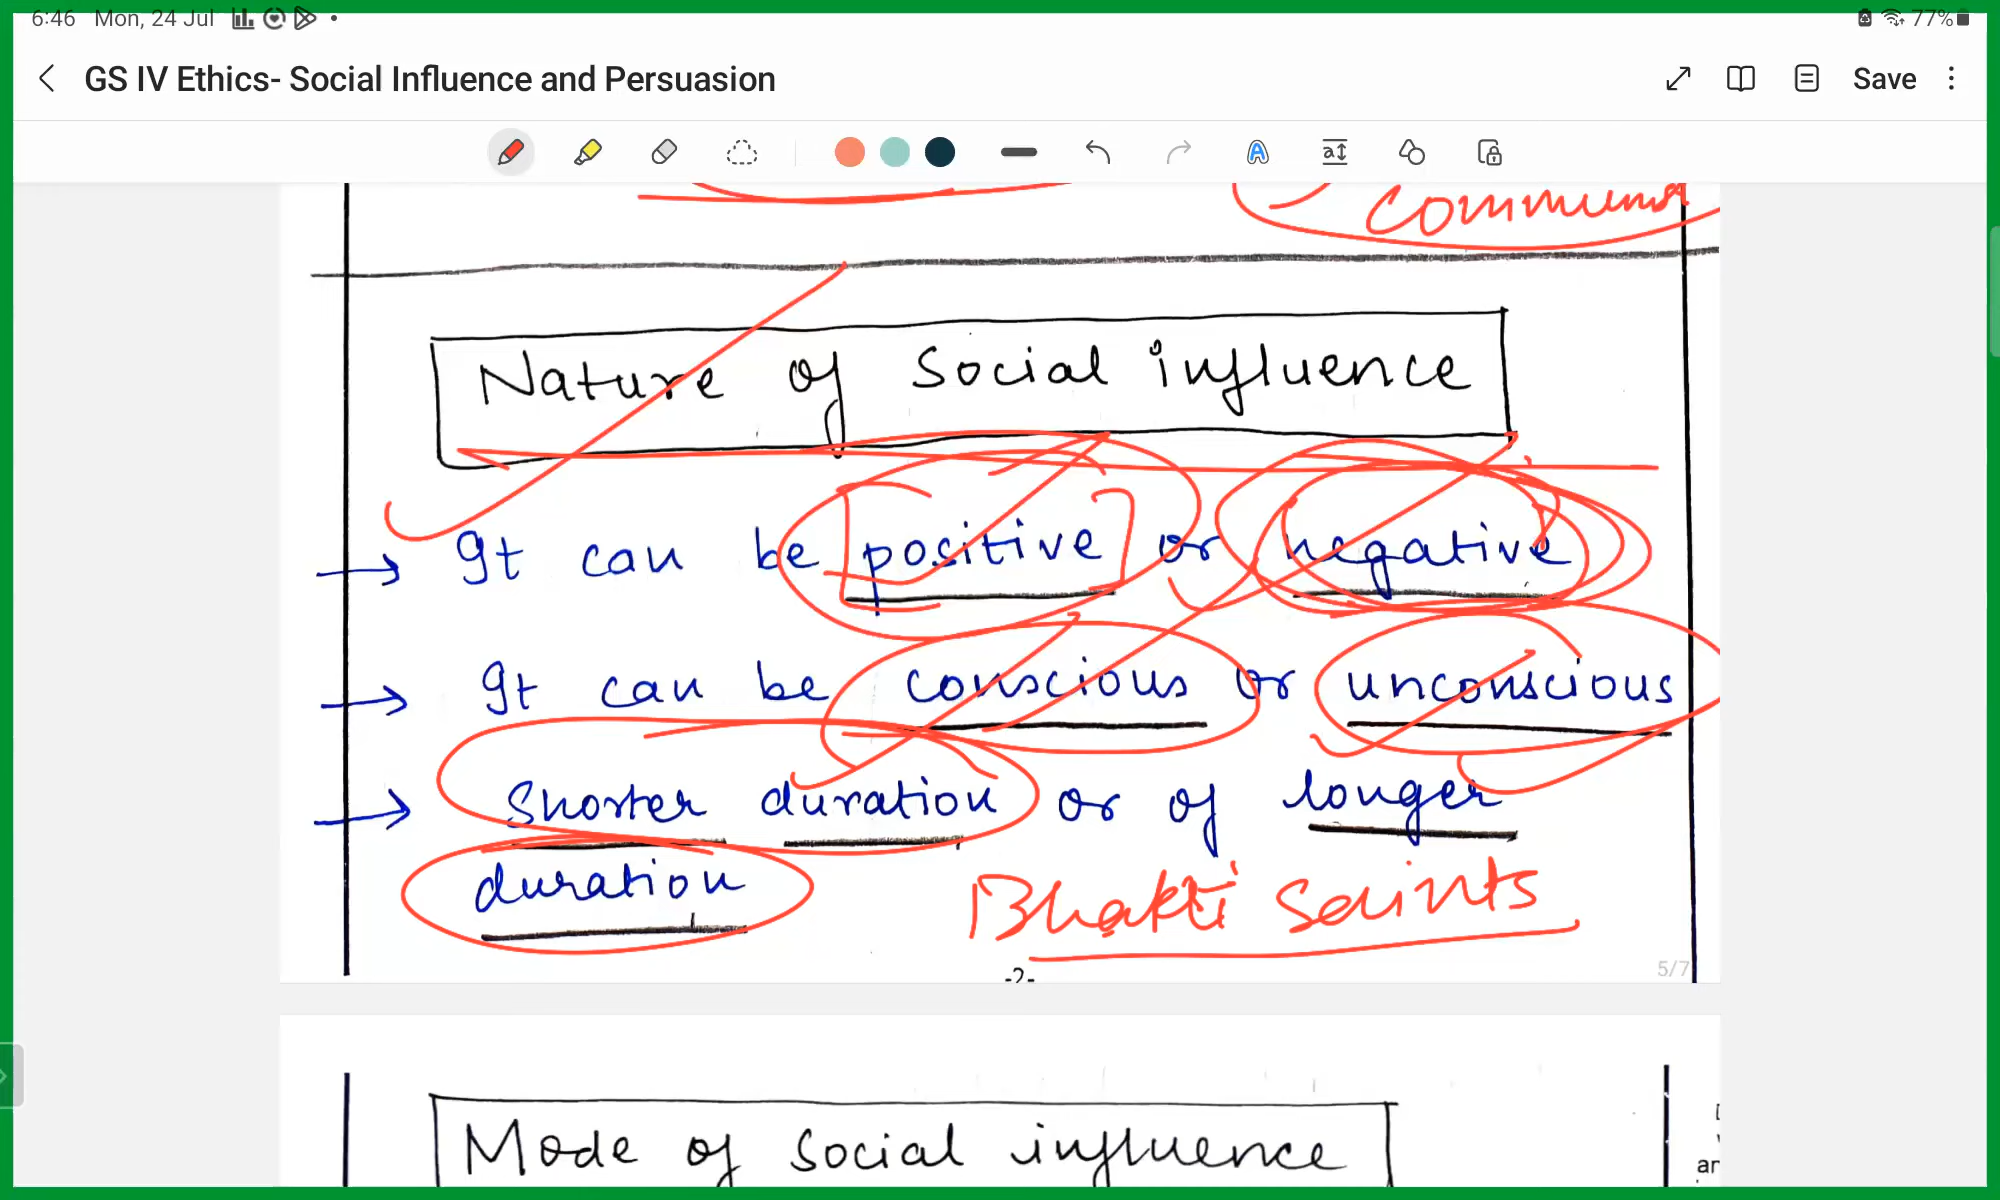 6:46 Mon, 24 Jul 77%
GS IV Ethics- Social Influence and Persuasion
Save
communi
Nature of Social influence
→ It can be positive or negative
→ It can be conscious or unconscious
→ Shorter duration or of longer
duration
Bhakti Saints
-2-
5/7
Mode of social influence
ar